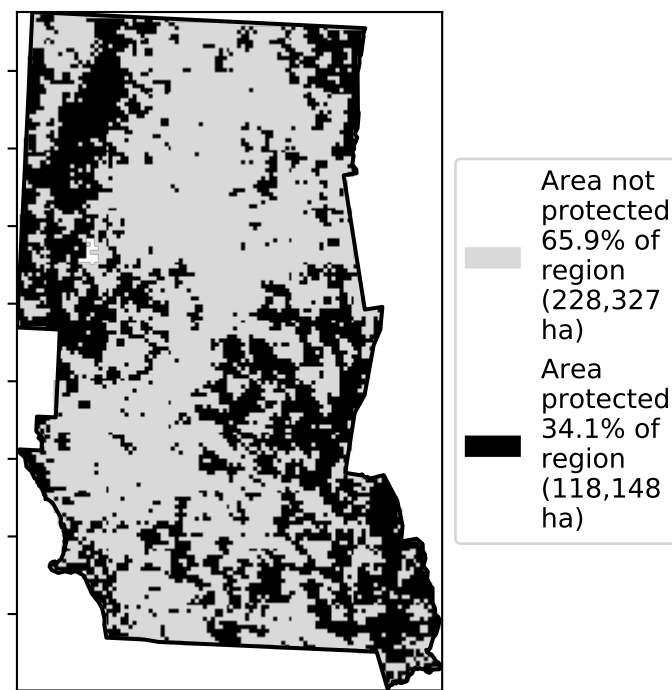 Area not
protected
65.9% of
region
(228,327
ha)
Area
protected
34.1% of
region
(118,148
ha)